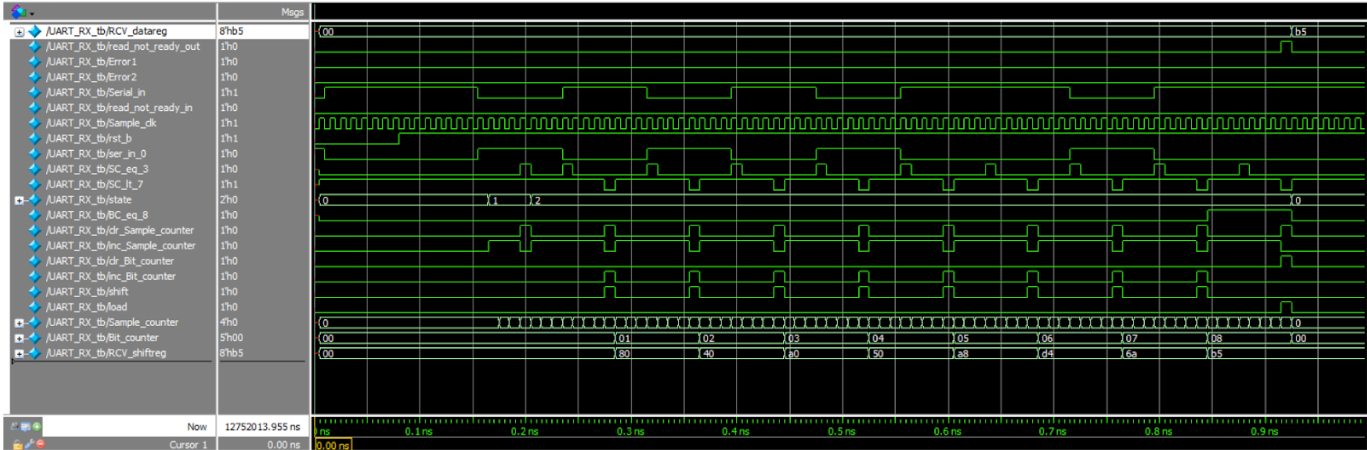 Msgs
/UART_RX_tb/RCV_datareg 8'hb5 00 b5
/UART_RX_tb/read_not_ready_out 1'h0
/UART_RX_tb/Error1 1'h0
/UART_RX_tb/Error2 1'h0
/UART_RX_tb/Serial_in 1'h1
/UART_RX_tb/read_not_ready_in 1'h0
/UART_RX_tb/Sample_clk 1'h1
/UART_RX_tb/rst_b 1'h1
/UART_RX_tb/ser_in_0 1'h0
/UART_RX_tb/SC_eq_3 1'h0
/UART_RX_tb/SC_lt_7 1'h1
/UART_RX_tb/state 2'h0 0 1 2 0
/UART_RX_tb/BC_eq_8 1'h0
/UART_RX_tb/clr_Sample_counter 1'h0
/UART_RX_tb/inc_Sample_counter 1'h0
/UART_RX_tb/clr_Bit_counter 1'h0
/UART_RX_tb/inc_Bit_counter 1'h0
/UART_RX_tb/shift 1'h0
/UART_RX_tb/load 1'h0
/UART_RX_tb/Sample_counter 4'h0 0 0
/UART_RX_tb/Bit_counter 5'h00 00 01 02 03 04 05 06 07 08 00
/UART_RX_tb/RCV_shiftreg 8'hb5 00 80 40 a0 50 a8 d4 6a b5
Now 12752013.955 ns ns 0.1 ns 0.2 ns 0.3 ns 0.4 ns 0.5 ns 0.6 ns 0.7 ns 0.8 ns 0.9 ns
Cursor 1 0.00 ns 0.00 ns